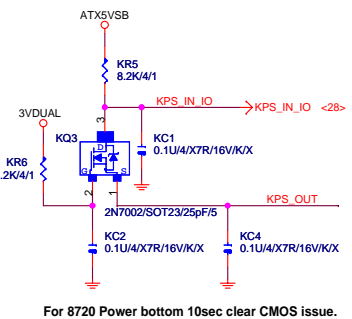 ATX5VSB
KR5
8.2K/4/1
KPS_IN_IO
KPS_IN_IO <28>
3VDUAL
KQ3
3
D
G
S
KC1
0.1U/4/X7R/16V/K/X
KR6
.2K/4/1
2
1
KPS_OUT
2N7002/SOT23/25pF/5
KC2
0.1U/4/X7R/16V/K/X
KC4
0.1U/4/X7R/16V/K/X
For 8720 Power bottom 10sec clear CMOS issue.